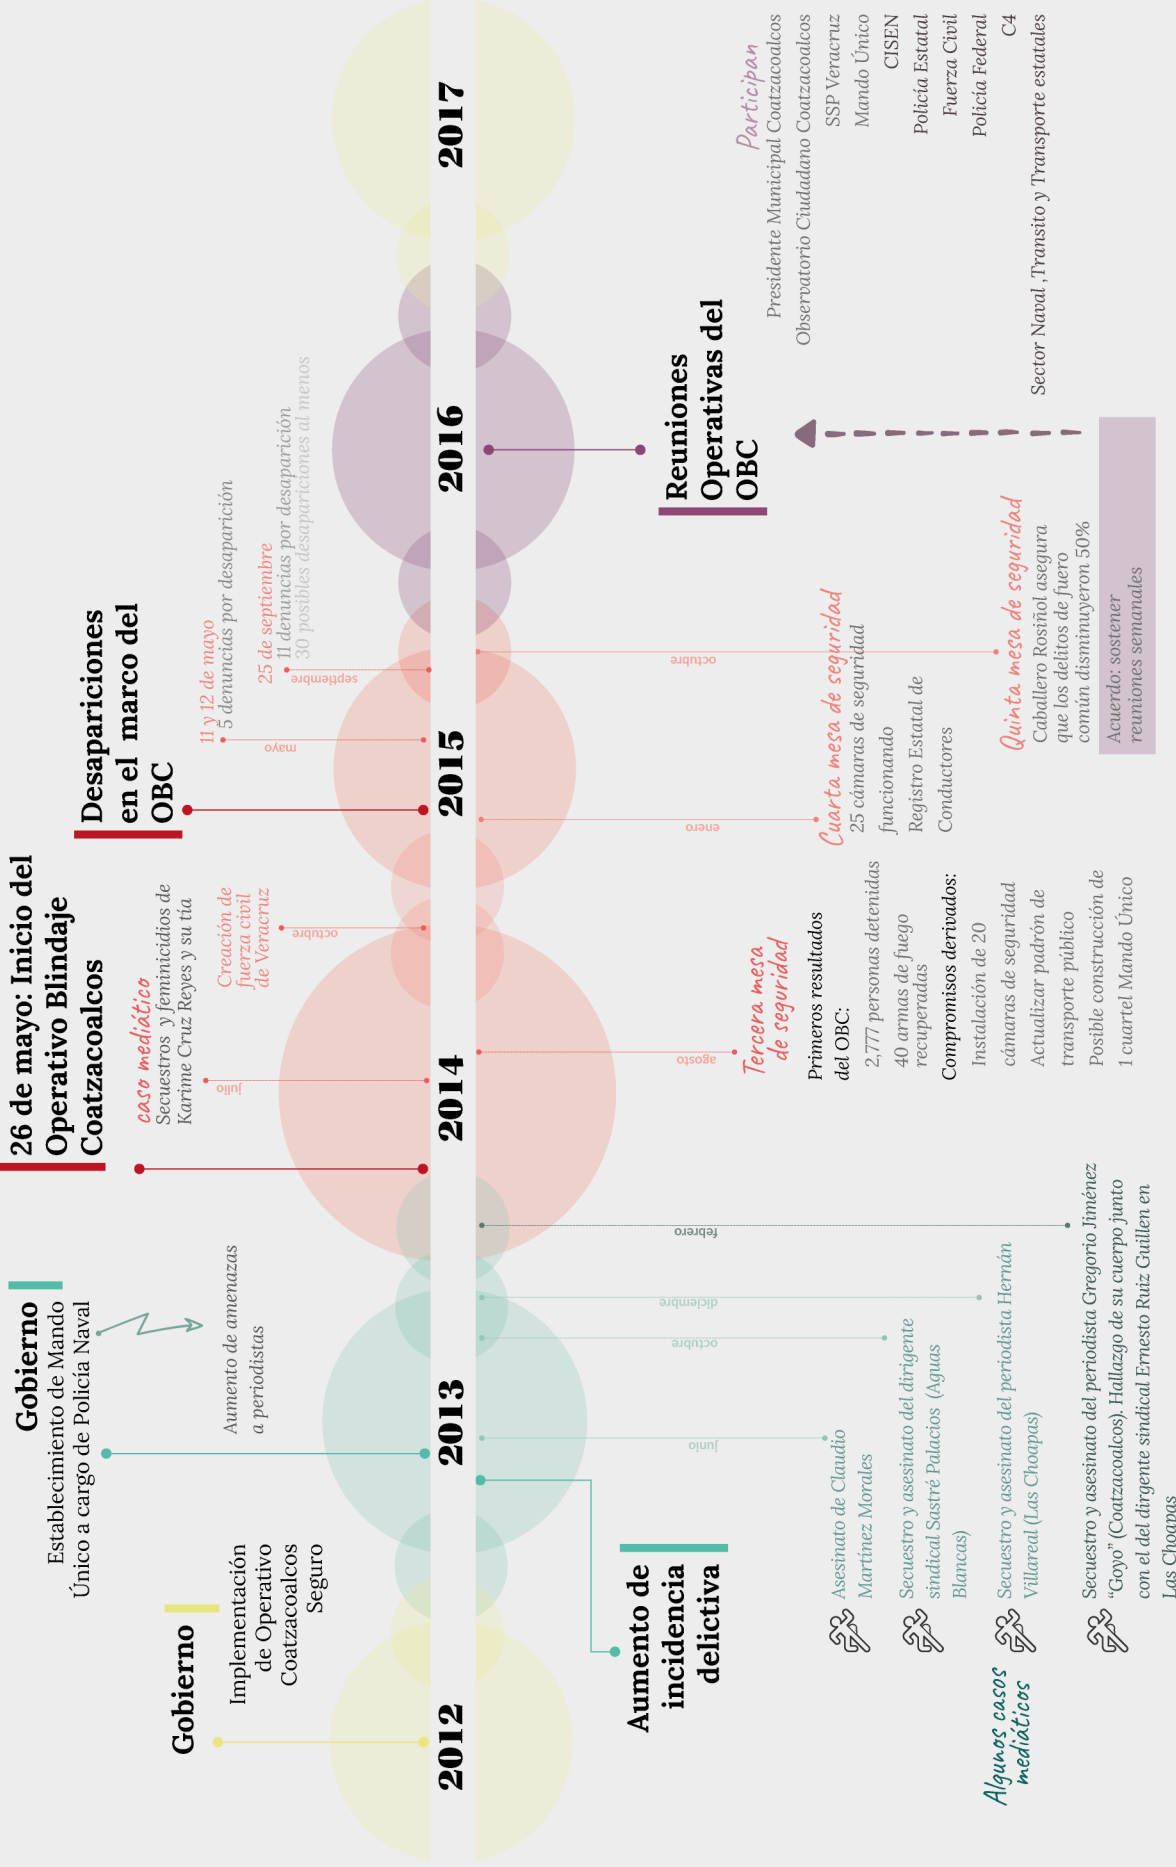 Gobierno
Implementación
de Operativo
Coatzacoalcos
Seguro
2012
Gobierno
Establecimiento de Mando
Único a cargo de Policía Naval
Aumento de amenazas
a periodistas
2013
Aumento de
incidencia
delictiva
Algunos casos
mediáticos
junio
Asesinato de Claudio
Martínez Morales
octubre
Secuestro y asesinato del dirigente
sindical Sastré Palacios (Aguas
Blancas)
diciembre
Secuestro y asesinato del periodista Hernán
Villareal (Las Choapas)
febrero
Secuestro y asesinato del periodista Gregorio Jiménez
“Goyo” (Coatzacoalcos). Hallazgo de su cuerpo junto
con el del dirgente sindical Ernesto Ruiz Guillen en
Las Choapas
26 de mayo: Inicio del
Operativo Blindaje
Coatzacoalcos
caso mediático
Secuestros y feminicidios de
Karime Cruz Reyes y su tía
julio
Creación de
fuerza civil
de Veracruz
octubre
2014
agosto
Tercera mesa
de seguridad
Primeros resultados
del OBC:
2,777 personas detenidas
40 armas de fuego
recuperadas
Compromisos derivados:
Instalación de 20
cámaras de seguridad
Actualizar padrón de
transporte público
Posible construcción de
1 cuartel Mando Único
Desapariciones
en el marco del
OBC
11 y 12 de mayo
5 denuncias por desaparición
mayo
25 de septiembre
11 denuncias por desaparición
30 posibles desapariciones al menos
septiembre
2015
enero
Cuarta mesa de seguridad
25 cámaras de seguridad
funcionando
Registro Estatal de
Conductores
octubre
Quinta mesa de seguridad
Caballero Rosiñol asegura
que los delitos de fuero
común disminuyeron 50%
Acuerdo: sostener
reuniones semanales
2016
Reuniones
Operativas del
OBC
Participan
Presidente Municipal Coatzacoalcos
Observatorio Ciudadano Coatzacoalcos
SSP Veracruz
Mando Único
CISEN
Policía Estatal
Fuerza Civil
Policía Federal
C4
Sector Naval ,Transito y Transporte estatales
2017